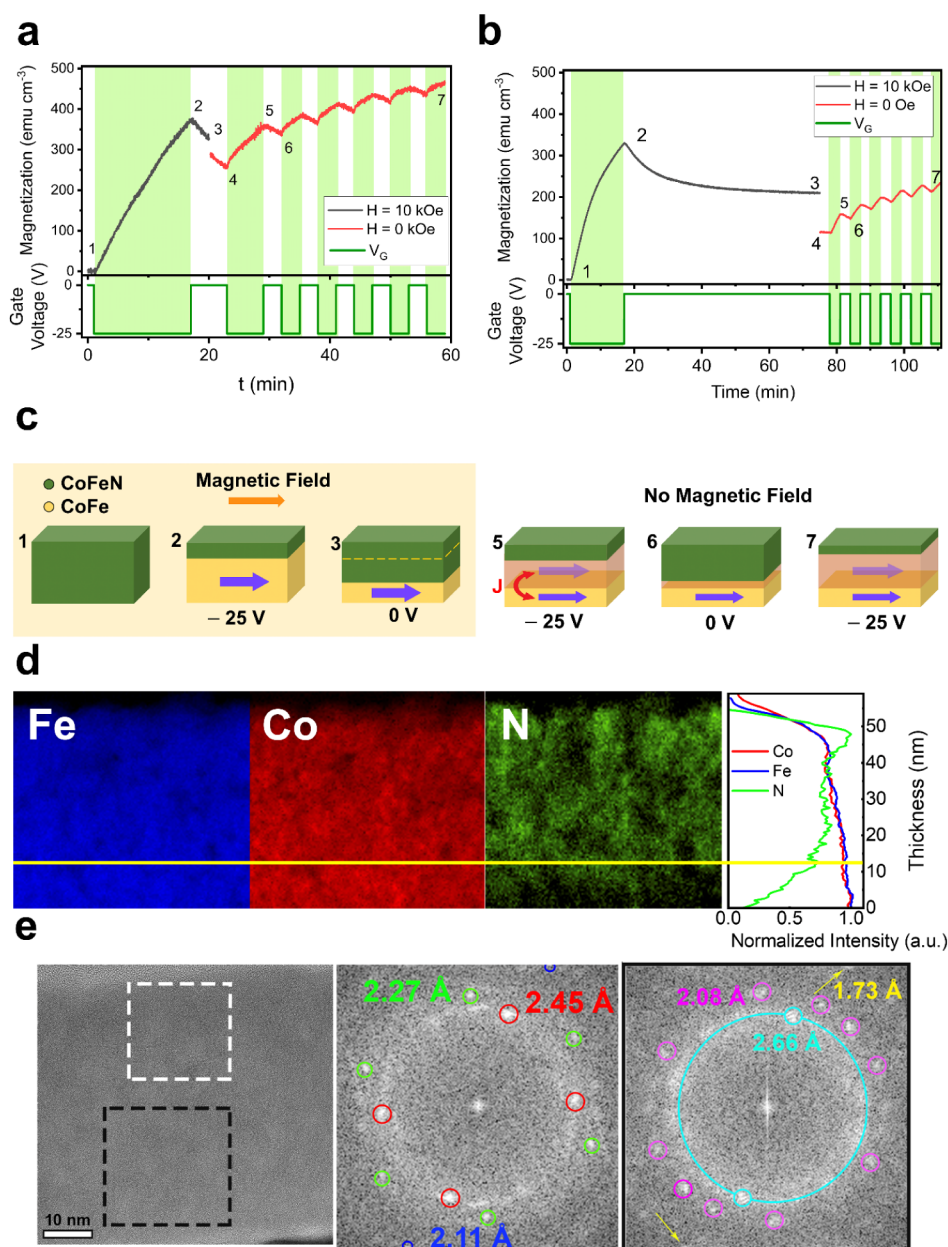 a
Magnetization (emu cm⁻³)
500
400
300
200
100
0
1
2
3
4
5
6
7
H = 10 kOe
H = 0 kOe
V_G
Gate
Voltage (V)
0
-25
0
20
40
60
t (min)
b
Magnetization (emu cm⁻³)
500
400
300
200
100
0
1
2
3
4
5
6
7
H = 10 kOe
H = 0 Oe
V_G
Gate
Voltage (V)
0
-25
0
20
40
60
80
100
Time (min)
c
CoFeN
CoFe
Magnetic Field
1
2
3
– 25 V
0 V
No Magnetic Field
5
6
7
J
– 25 V
0 V
– 25 V
d
Fe
Co
N
Co
Fe
N
50
40
30
20
10
0
Thickness (nm)
0.0
0.5
1.0
Normalized Intensity (a.u.)
e
10 nm
2.27 Å
2.45 Å
2.11 Å
2.08 Å
1.73 Å
2.66 Å